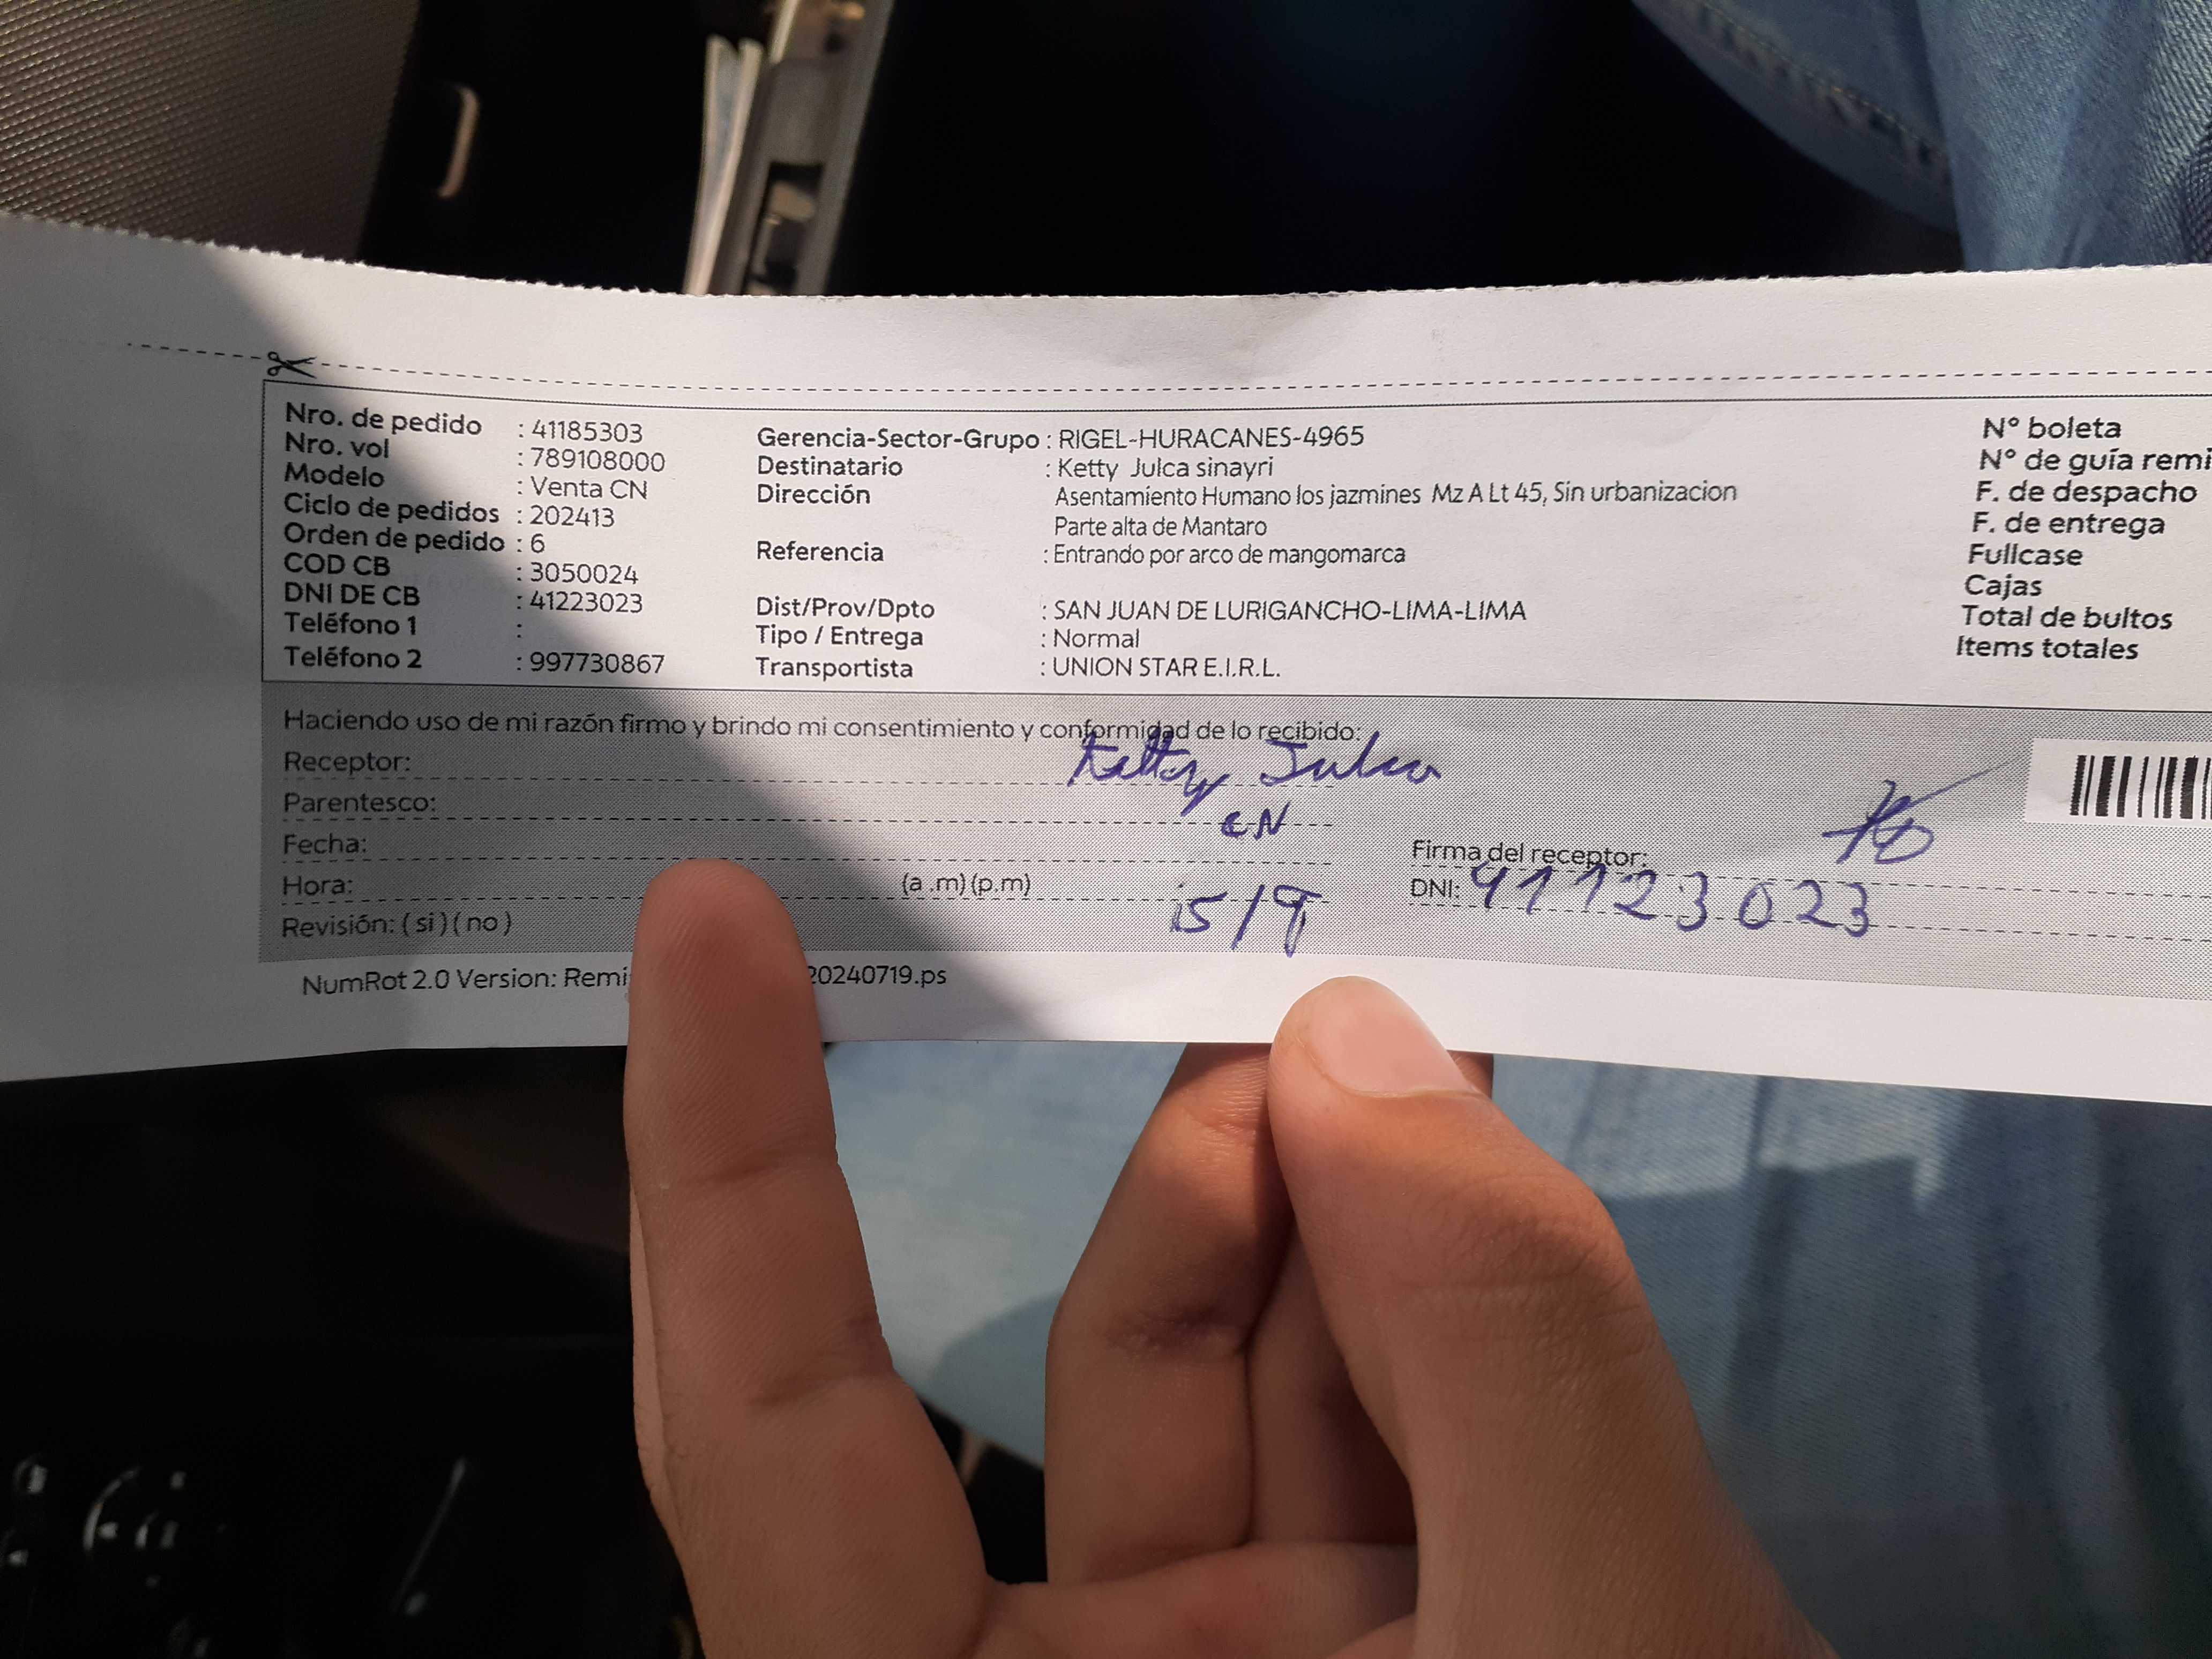 Nro. de pedido : 41185303
Nro. vol : 789108000
Modelo : Venta CN
Ciclo de pedidos : 202413
Orden de pedido : 6
COD CB : 3050024
DNI DE CB : 41223023
Teléfono 1 :
Teléfono 2 : 997730867
Gerencia-Sector-Grupo : RIGEL-HURACANES-4965
Destinatario : Ketty Julca sinayri
Dirección Asentamiento Humano los jazmines Mz A Lt 45, Sin urbanizacion
Parte alta de Mantaro
Referencia : Entrando por arco de mangomarca
Dist/Prov/Dpto : SAN JUAN DE LURIGANCHO-LIMA-LIMA
Tipo / Entrega : Normal
Transportista : UNION STAR E.I.R.L.
N° boleta
N° de guía remi
F. de despacho
F. de entrega
Fullcase
Cajas
Total de bultos
Items totales
Haciendo uso de mi razón firmo y brindo mi consentimiento y conformidad de lo recibido:
Receptor: Ketty Julca
Parentesco: CN
Fecha:
Hora: (a .m) (p.m) 15/9
Revisión: ( si ) ( no )
Firma del receptor:
DNI: 41123023
NumRot 2.0 Version: Remi 20240719.ps